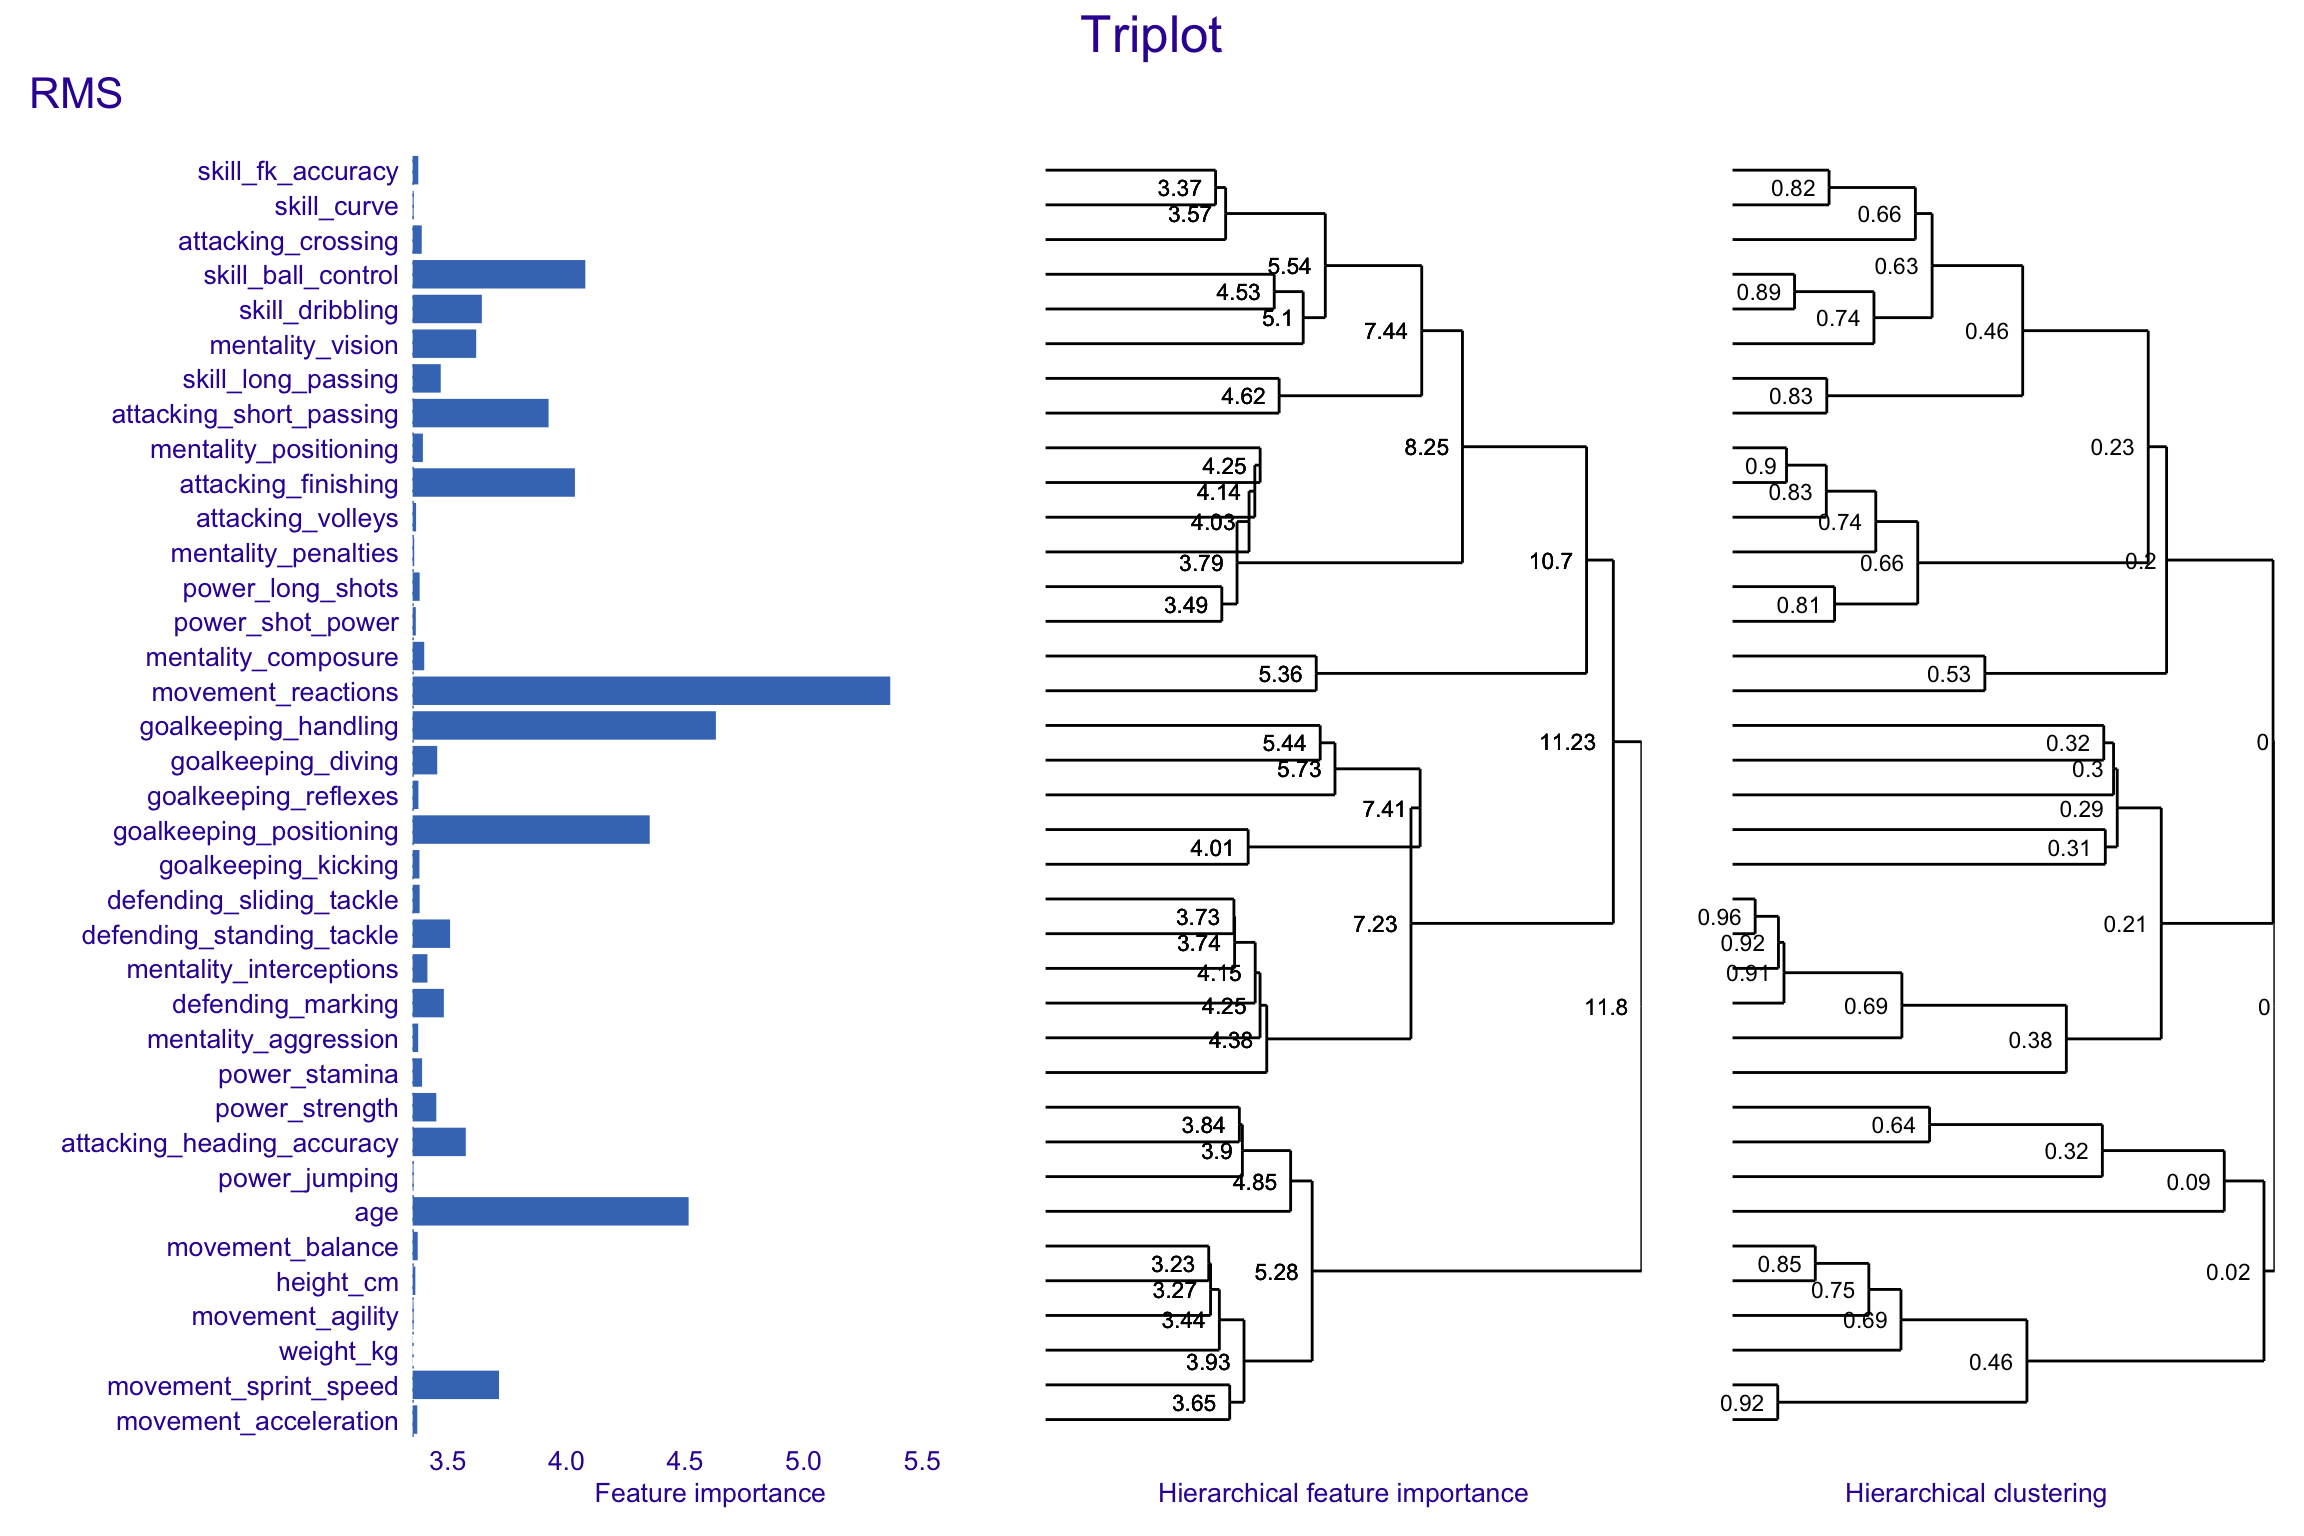 Triplot
RMS
skill_fk_accuracy
skill_curve
attacking_crossing
skill_ball_control
skill_dribbling
mentality_vision
skill_long_passing
attacking_short_passing
mentality_positioning
attacking_finishing
attacking_volleys
mentality_penalties
power_long_shots
power_shot_power
mentality_composure
movement_reactions
goalkeeping_handling
goalkeeping_diving
goalkeeping_reflexes
goalkeeping_positioning
goalkeeping_kicking
defending_sliding_tackle
defending_standing_tackle
mentality_interceptions
defending_marking
mentality_aggression
power_stamina
power_strength
attacking_heading_accuracy
power_jumping
age
movement_balance
height_cm
movement_agility
weight_kg
movement_sprint_speed
movement_acceleration
3.5 4.0 4.5 5.0 5.5
Feature importance
3.37
3.57
5.54
4.53
5.1
7.44
4.62
8.25
4.25
4.14
4.03
10.7
3.79
3.49
5.36
11.23
5.44
5.73
7.41
4.01
3.73
7.23
3.74
4.15
4.25
11.8
4.38
3.84
3.9
4.85
3.23
5.28
3.27
3.44
3.93
3.65
Hierarchical feature importance
0.82
0.66
0.63
0.89
0.74
0.46
0.83
0.23
0.9
0.83
0.74
0.2
0.66
0.81
0.53
0
0.32
0.3
0.29
0.31
0.96
0.21
0.92
0.91
0.69
0
0.38
0.64
0.32
0.09
0.85
0.02
0.75
0.69
0.46
0.92
Hierarchical clustering